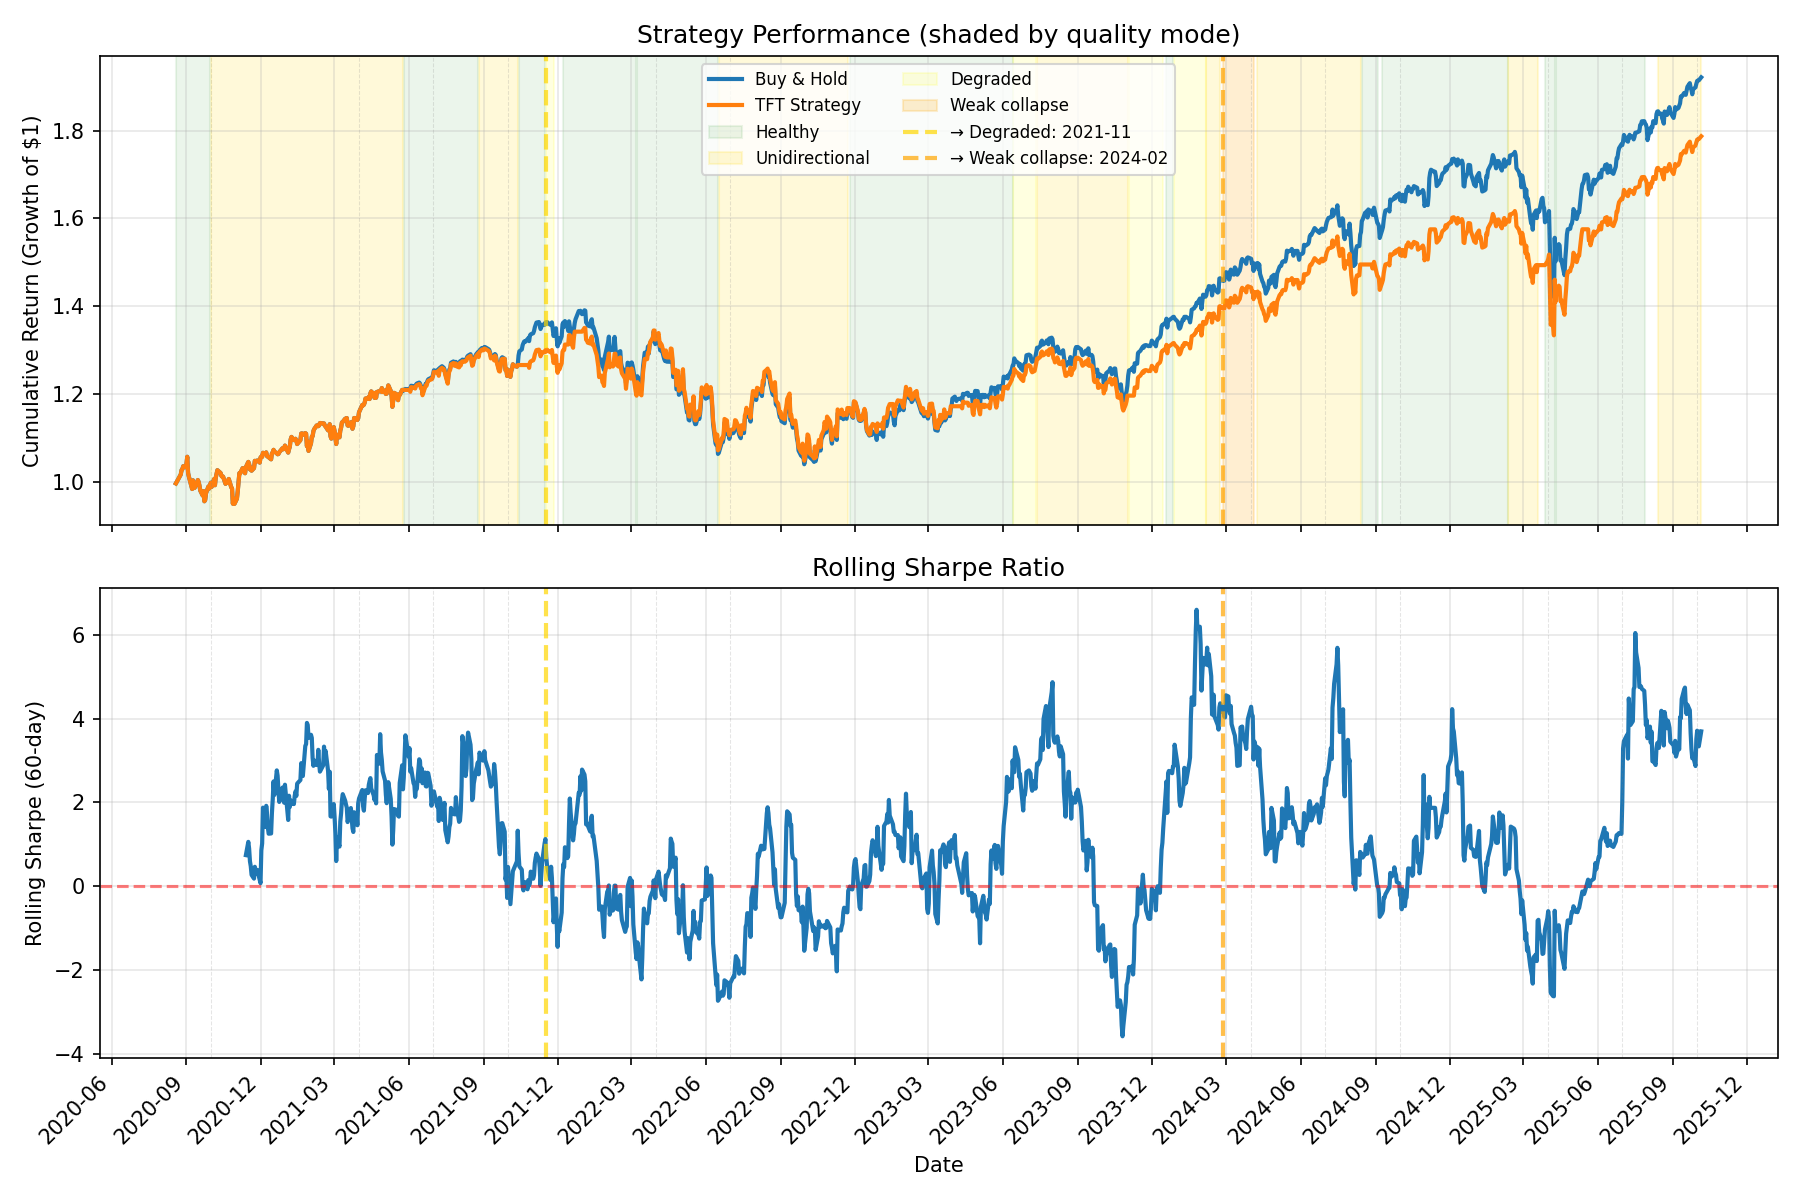 Strategy Performance (shaded by quality mode)
Cumulative Return (Growth of $1)
1.8
1.6
1.4
1.2
1.0
Buy & Hold
TFT Strategy
Healthy
Unidirectional
Degraded
Weak collapse
→ Degraded: 2021-11
→ Weak collapse: 2024-02
Rolling Sharpe Ratio
Rolling Sharpe (60-day)
6
4
2
0
−2
−4
2020-06
2020-09
2020-12
2021-03
2021-06
2021-09
2021-12
2022-03
2022-06
2022-09
2022-12
2023-03
2023-06
2023-09
2023-12
2024-03
2024-06
2024-09
2024-12
2025-03
2025-06
2025-09
2025-12
Date